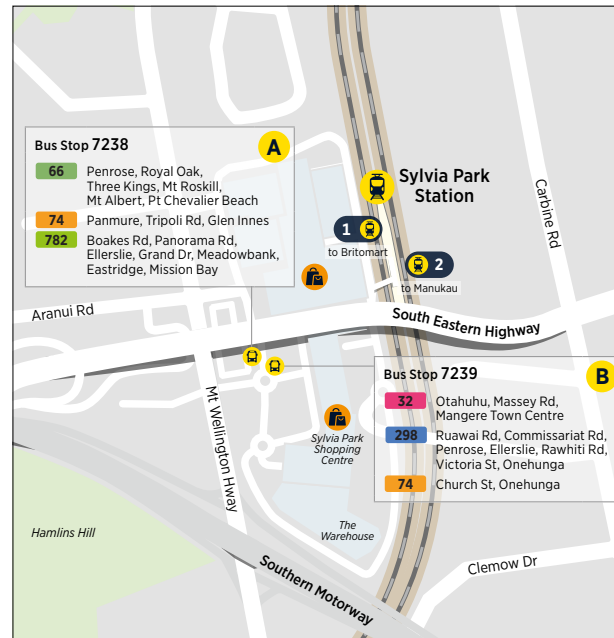 Bus Stop 7238
A
66
Penrose, Royal Oak,
Three Kings, Mt Roskill,
Mt Albert, Pt Chevalier Beach
74
Panmure, Tripoli Rd, Glen Innes
782
Boakes Rd, Panorama Rd,
Ellerslie, Grand Dr, Meadowbank,
Eastridge, Mission Bay
Sylvia Park
Station
Carbine Rd
1
to Britomart
2
to Manukau
Aranui Rd
South Eastern Highway
Mt Wellington Hway
Bus Stop 7239
B
32
Otahuhu, Massey Rd,
Mangere Town Centre
298
Ruawai Rd, Commissariat Rd,
Penrose, Ellerslie, Rawhiti Rd,
Victoria St, Onehunga
74
Church St, Onehunga
Sylvia Park
Shopping
Centre
The
Warehouse
Hamlins Hill
Southern Motorway
Clemow Dr